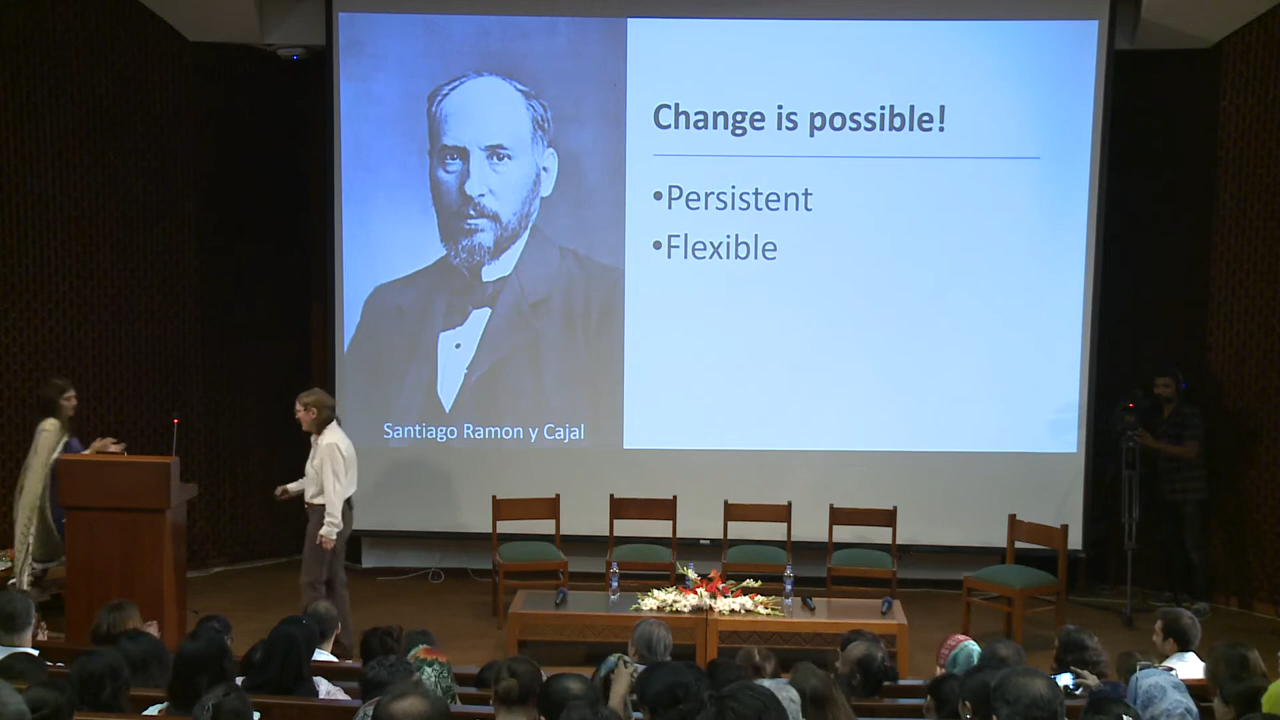 Change is possible!
•Persistent
•Flexible
Santiago Ramon y Cajal